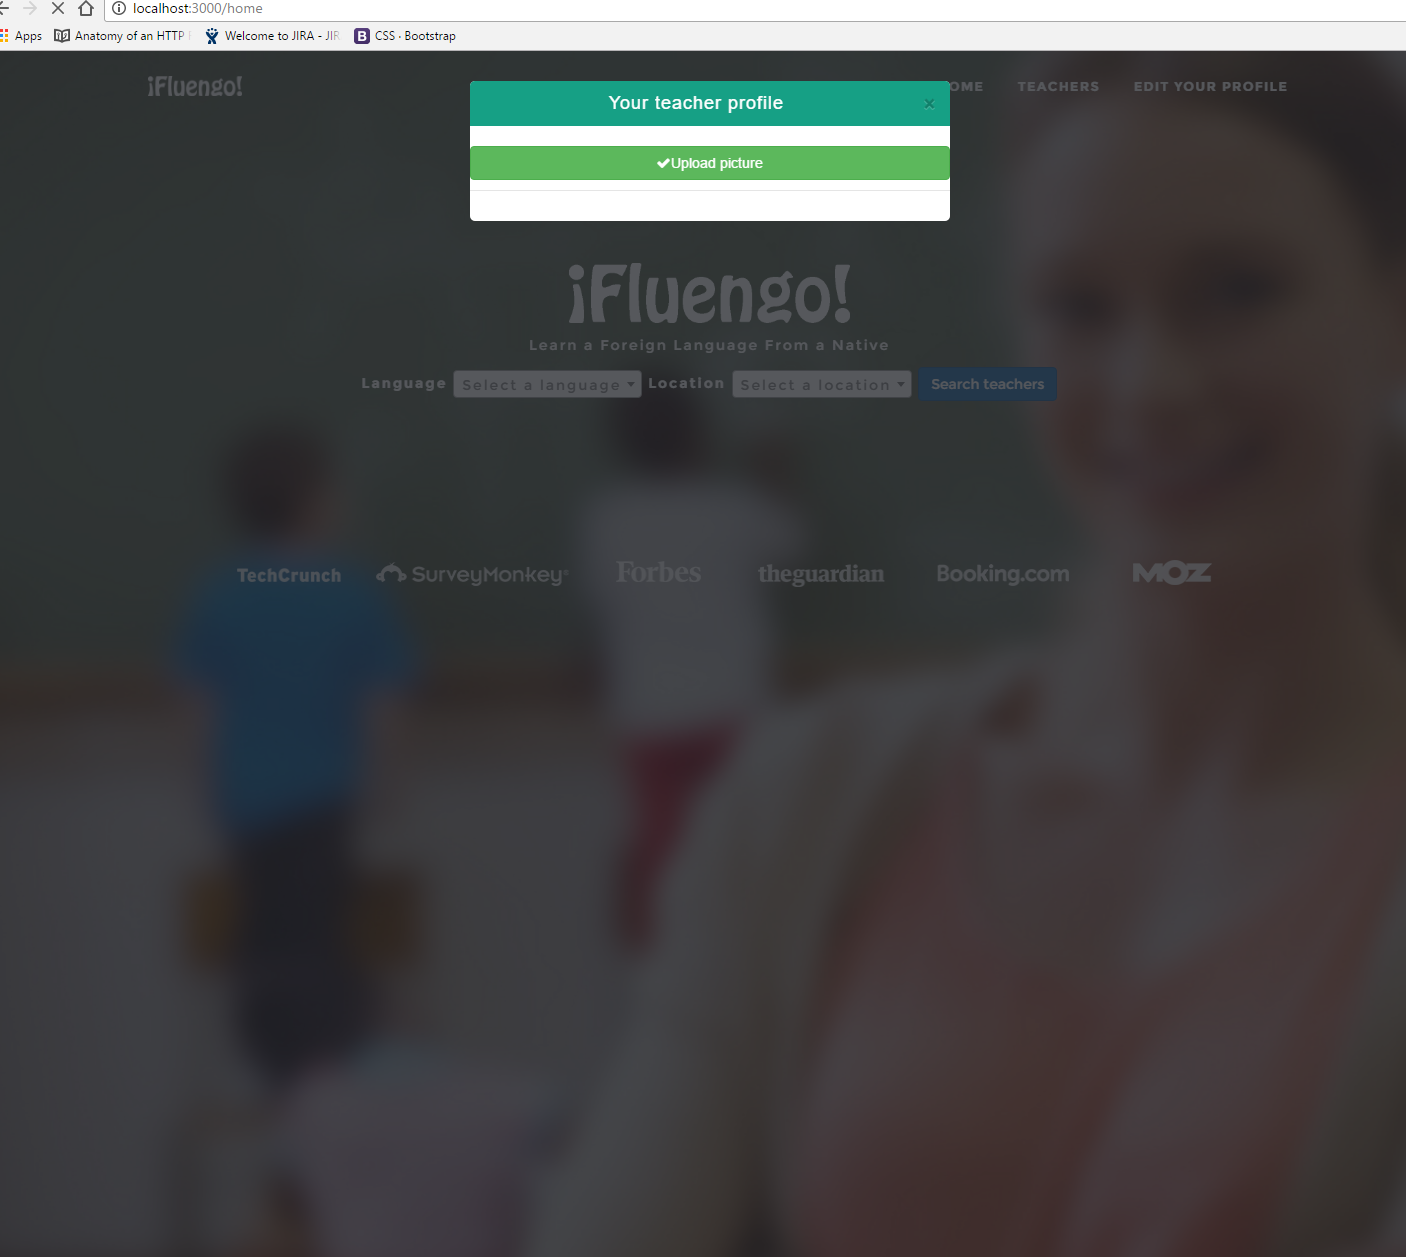 localhost:3000/home
Apps Anatomy of an HTTP Welcome to JIRA - JIR CSS · Bootstrap
¡Fluengo! OME TEACHERS EDIT YOUR PROFILE
Your teacher profile ×
Upload picture
¡Fluengo!
Learn a Foreign Language From a Native
Language Select a language Location Select a location Search teachers
TechCrunch SurveyMonkey Forbes theguardian Booking.com MOZ